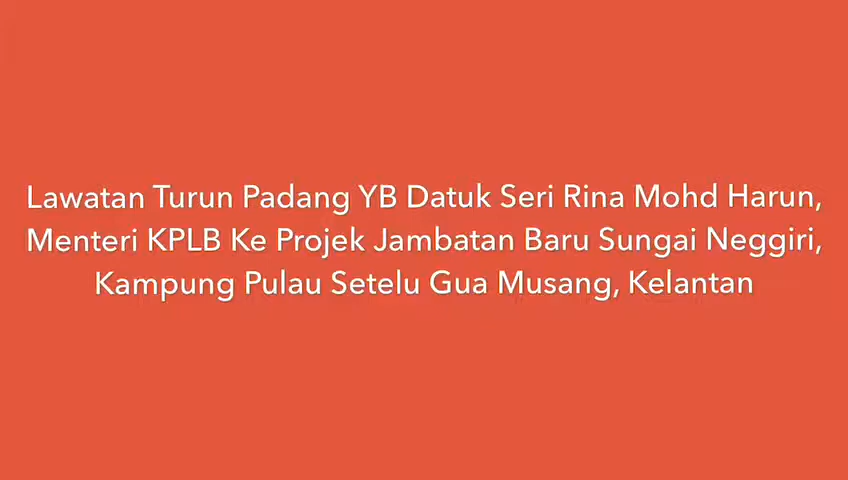 Lawatan Turun Padang YB Datuk Seri Rina Mohd Harun,
Menteri KPLB Ke Projek Jambatan Baru Sungai Neggiri,
Kampung Pulau Setelu Gua Musang, Kelantan